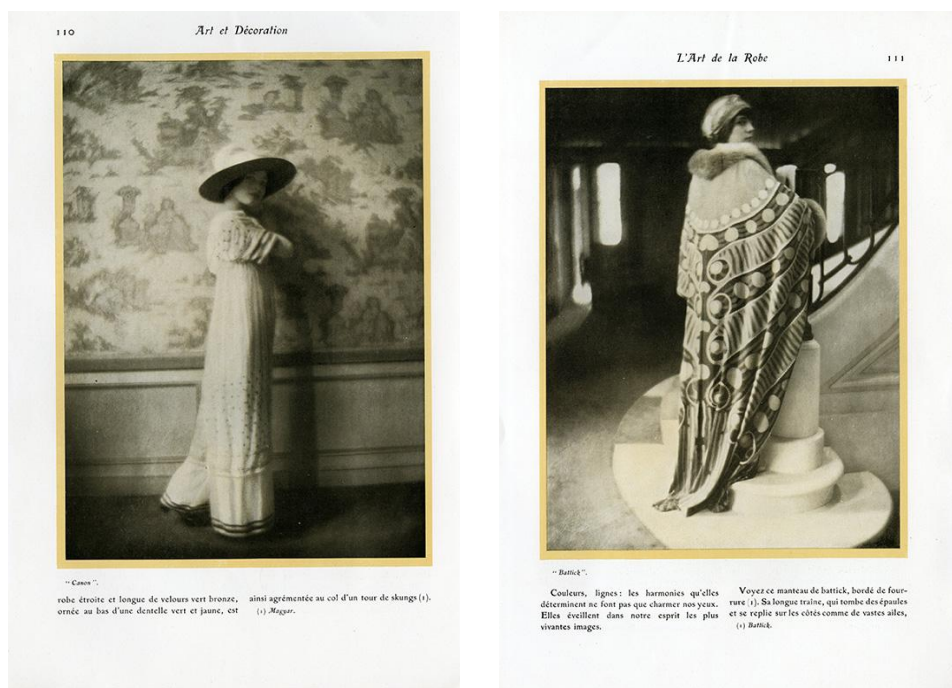 110
Art et Décoration
"Canon".
robe étroite et longue de velours vert bronze,
ornée au bas d'une dentelle vert et jaune, est
ainsi agrémentée au col d'un tour de skungs (1).
(1) Magyar.
L'Art de la Robe
111
"Battick".
Couleurs, lignes : les harmonies qu'elles
déterminent ne font pas que charmer nos yeux.
Elles éveillent dans notre esprit les plus
vivantes images.
Voyez ce manteau de battick, bordé de four-
rure (1). Sa longue traîne, qui tombe des épaules
et se replie sur les côtés comme de vastes ailes,
(1) Battick.